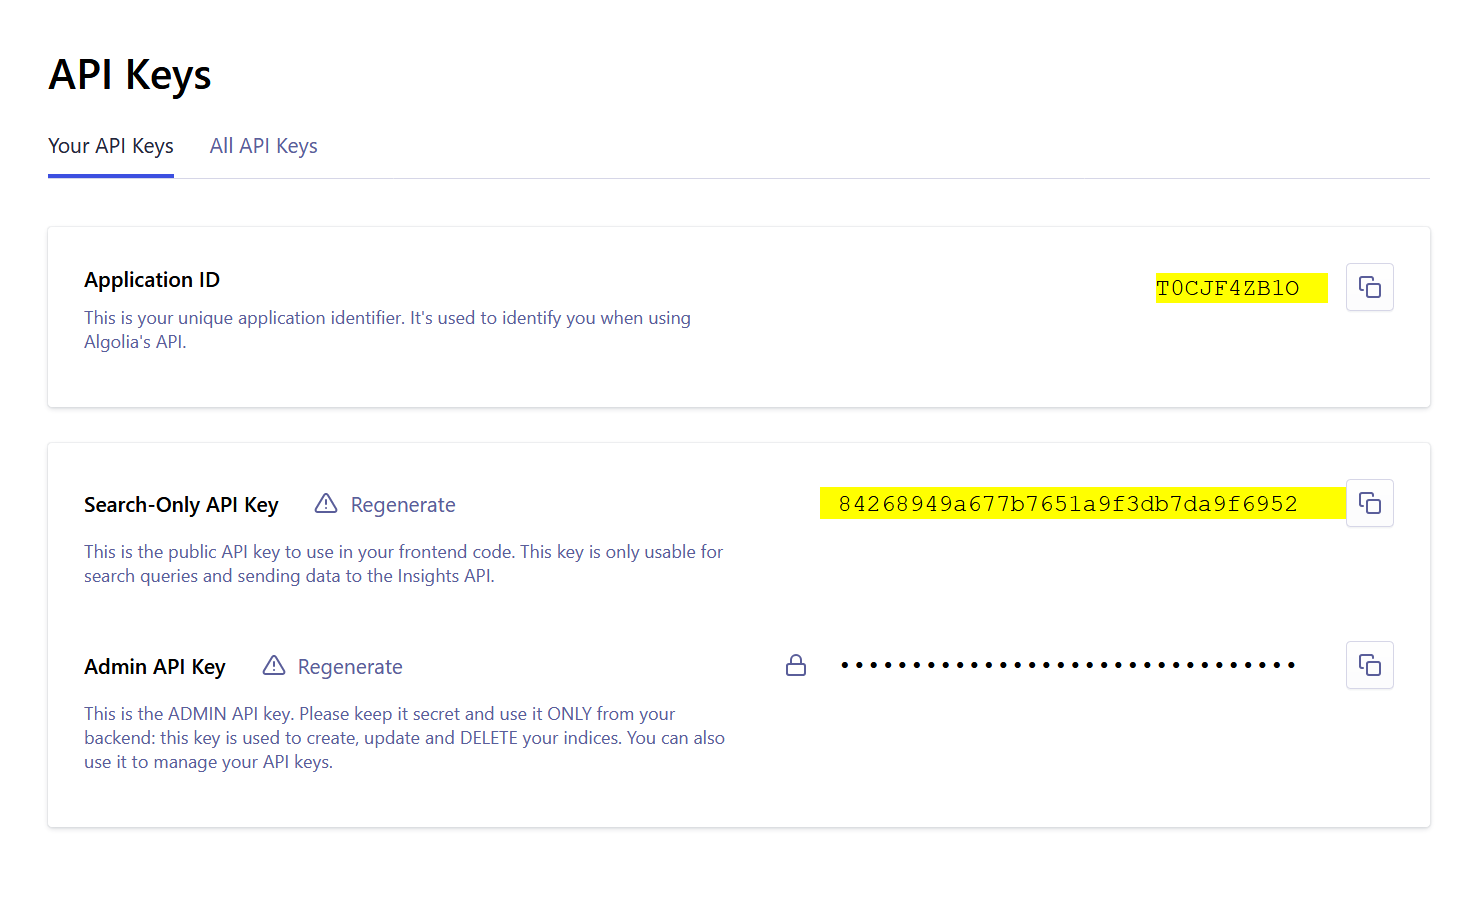 API Keys
Your API Keys All API Keys
Application ID
T0CJF4ZB1O
This is your unique application identifier. It's used to identify you when using
Algolia's API.
Search-Only API Key Regenerate
84268949a677b7651a9f3db7da9f6952
This is the public API key to use in your frontend code. This key is only usable for
search queries and sending data to the Insights API.
Admin API Key Regenerate
••••••••••••••••••••••••••••••••
This is the ADMIN API key. Please keep it secret and use it ONLY from your
backend: this key is used to create, update and DELETE your indices. You can also
use it to manage your API keys.